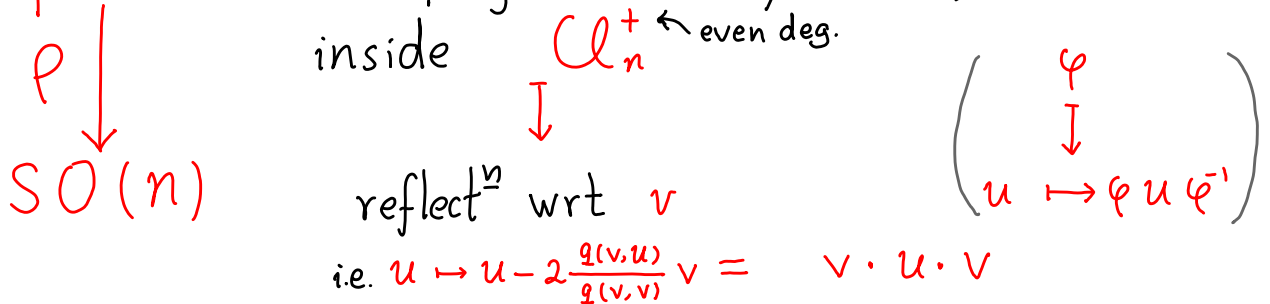 inside Cl_n^+ ← even deg.
ρ ↓
φ
↧
SO(n)
reflectⁿ wrt v
u ↦ φ u φ⁻¹
i.e. u ↦ u - 2 q(v,u)/q(v,v) v = v · u · v